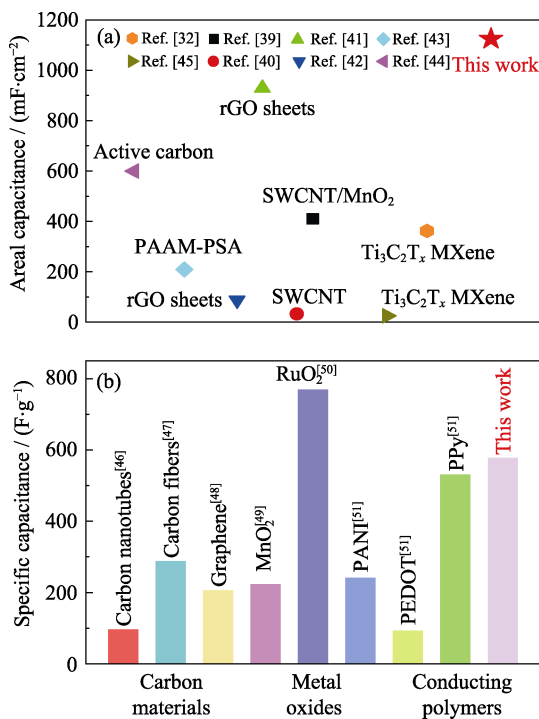 Areal capacitance / (mF·cm⁻²)
1200
1000
800
600
400
200
0
(a)
Ref. [32]
Ref. [39]
Ref. [41]
Ref. [43]
Ref. [45]
Ref. [40]
Ref. [42]
Ref. [44]
This work
rGO sheets
Active carbon
SWCNT/MnO₂
PAAM-PSA
Ti₃C₂Tₓ MXene
rGO sheets
SWCNT
Ti₃C₂Tₓ MXene
Specific capacitance / (F·g⁻¹)
800
600
400
200
0
(b)
Carbon nanotubes[46]
Carbon fibers[47]
Graphene[48]
MnO₂[49]
RuO₂[50]
PANI[51]
PEDOT[51]
PPy[51]
This work
Carbon
materials
Metal
oxides
Conducting
polymers